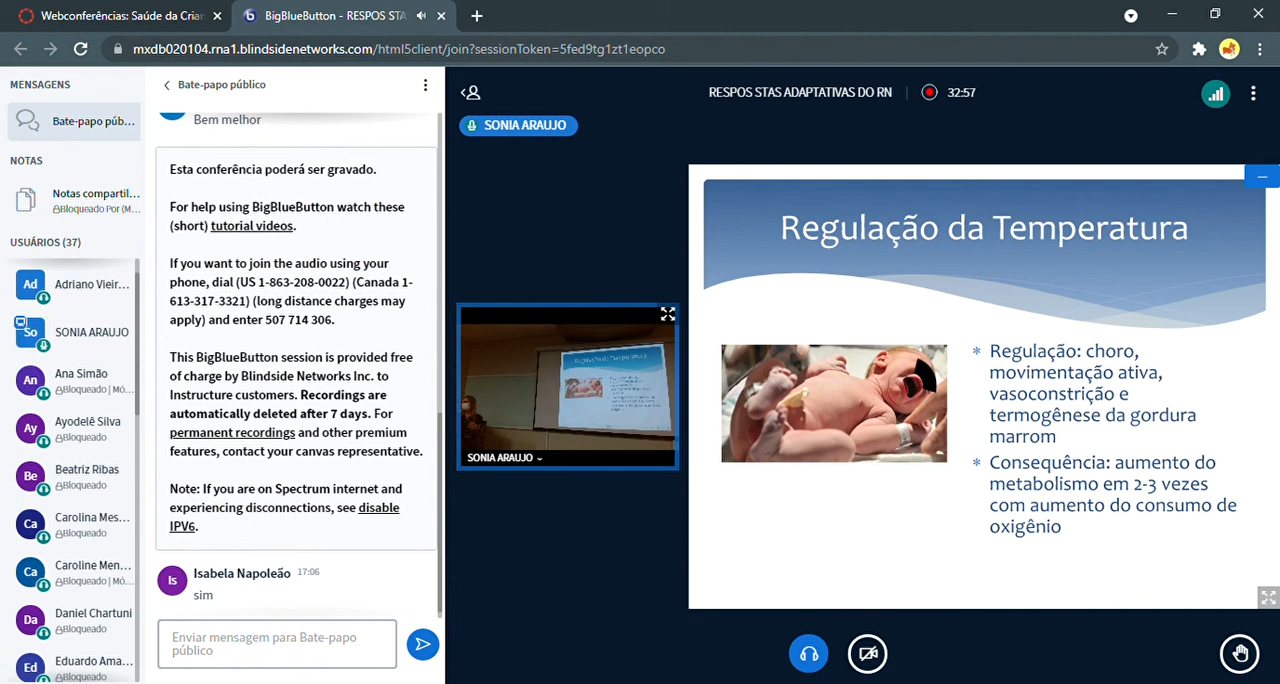 Webconferências: Saúde da Crian
BigBlueButton - RESPOS STA
mxdb020104.rna1.blindsidenetworks.com/html5client/join?sessionToken=5fed9tg1zt1eopco
MENSAGENS
Bate-papo púb...
NOTAS
Notas compartil...
Bloqueado Por (M...
USUÁRIOS (37)
Ad
Adriano Vieir...
So
SONIA ARAUJO
An
Ana Simão
Bloqueado | Mó...
Ay
Ayodelê Silva
Bloqueado
Be
Beatriz Ribas
Bloqueado
Ca
Carolina Mes...
Bloqueado
Ca
Caroline Men...
Bloqueado | Mó...
Da
Daniel Chartuni
Bloqueado
Ed
Eduardo Ama...
Bloqueado
Bate-papo público
Bem melhor
Esta conferência poderá ser gravado.
For help using BigBlueButton watch these
(short) tutorial videos.
If you want to join the audio using your
phone, dial (US 1-863-208-0022) (Canada 1-
613-317-3321) (long distance charges may
apply) and enter 507 714 306.
This BigBlueButton session is provided free
of charge by Blindside Networks Inc. to
Instructure customers. Recordings are
automatically deleted after 7 days. For
permanent recordings and other premium
features, contact your canvas representative.
Note: If you are on Spectrum internet and
experiencing disconnections, see disable
IPV6.
Is
Isabela Napoleão 17:06
sim
Enviar mensagem para Bate-papo
público
RESPOS STAS ADAPTATIVAS DO RN
32:57
SONIA ARAUJO
Regulação da Temperatura
SONIA ARAUJO
Regulação da Temperatura
* Regulação: choro,
movimentação ativa,
vasoconstrição e
termogênese da gordura
marrom
* Consequência: aumento do
metabolismo em 2-3 vezes
com aumento do consumo de
oxigênio